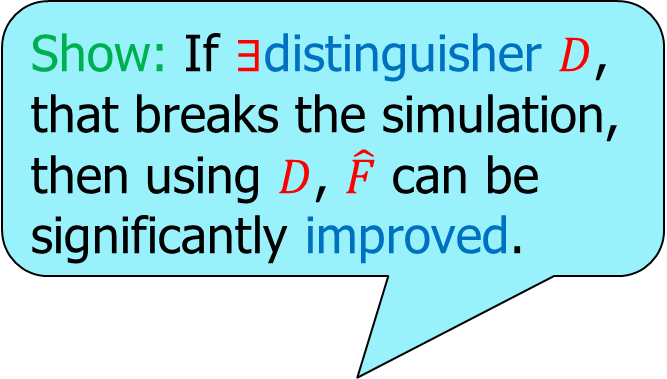 Show: If ∃distinguisher D,
that breaks the simulation,
then using D, F̂ can be
significantly improved.